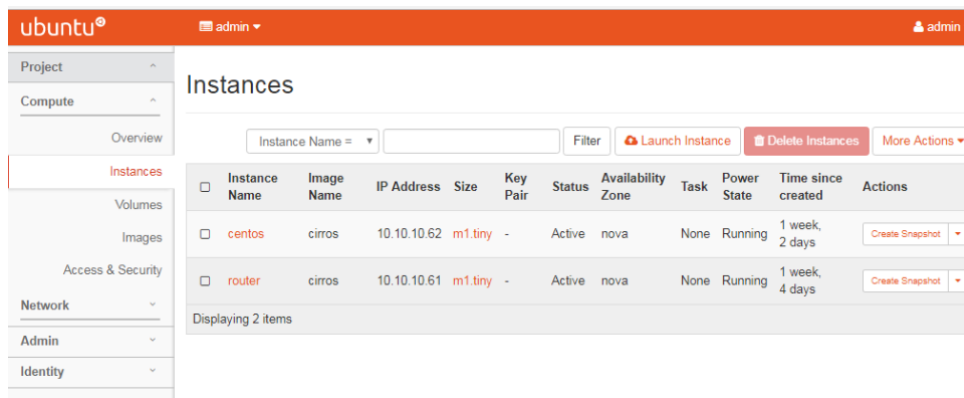 ubuntu
admin
admin
Project
Compute
Overview
Instances
Volumes
Images
Access & Security
Network
Admin
Identity
Instances
Instance Name =
Filter
Launch Instance
Delete Instances
More Actions
Instance Name
Image Name
IP Address
Size
Key Pair
Status
Availability Zone
Task
Power State
Time since created
Actions
centos cirros 10.10.10.62 m1.tiny - Active nova None Running 1 week, 2 days Create Snapshot
router cirros 10.10.10.61 m1.tiny - Active nova None Running 1 week, 4 days Create Snapshot
Displaying 2 items